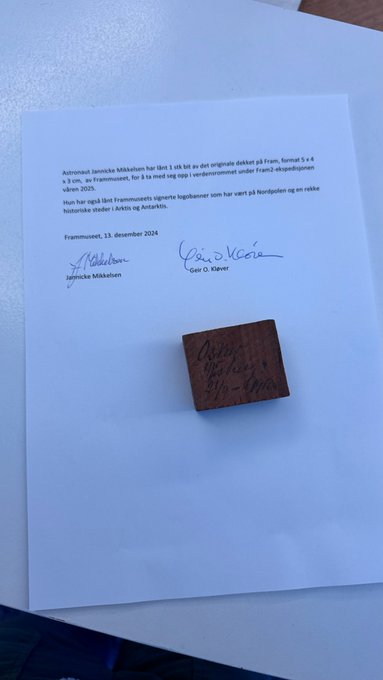 Astronaut Jannicke Mikkelsen har lånt 1 stk bit av det originale dekket på Fram, format 5 x 4
x 3 cm, av Frammuseet, for å ta med seg opp i verdensrommet under Fram2-ekspedisjonen
våren 2025.
Hun har også lånt Frammuseets signerte logobanner som har vært på Nordpolen og en rekke
historiske steder i Arktis og Antarktis.
Frammuseet, 13. desember 2024
J Mikkelsen
Geir O. Kløver
Jannicke Mikkelsen
Geir O. Kløver